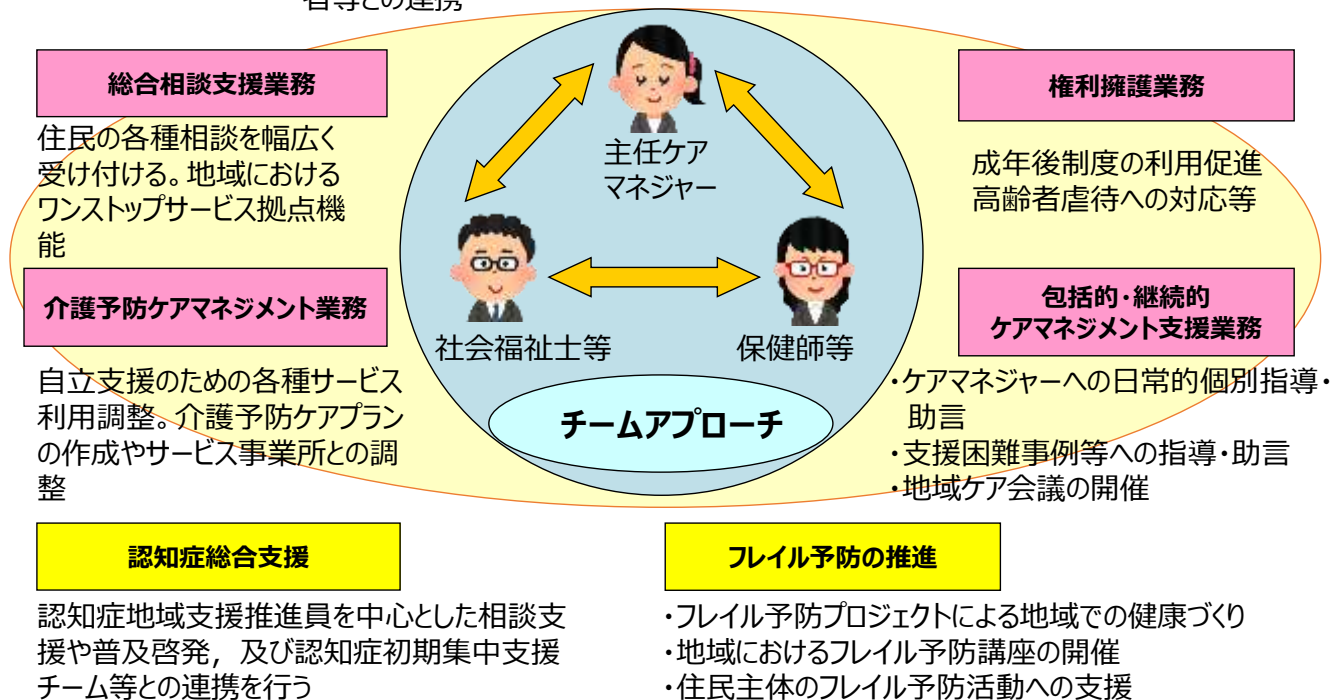 者等との連携
総合相談支援業務
住民の各種相談を幅広く
受け付ける。地域における
ワンストップサービス拠点機
能
介護予防ケアマネジメント業務
自立支援のための各種サービス
利用調整。介護予防ケアプラン
の作成やサービス事業所との調
整
主任ケア
マネジャー
社会福祉士等
保健師等
チームアプローチ
権利擁護業務
成年後制度の利用促進
高齢者虐待への対応等
包括的・継続的
ケアマネジメント支援業務
・ケアマネジャーへの日常的個別指導・
助言
・支援困難事例等への指導・助言
・地域ケア会議の開催
認知症総合支援
認知症地域支援推進員を中心とした相談支
援や普及啓発，及び認知症初期集中支援
チーム等との連携を行う
フレイル予防の推進
・フレイル予防プロジェクトによる地域での健康づくり
・地域におけるフレイル予防講座の開催
・住民主体のフレイル予防活動への支援